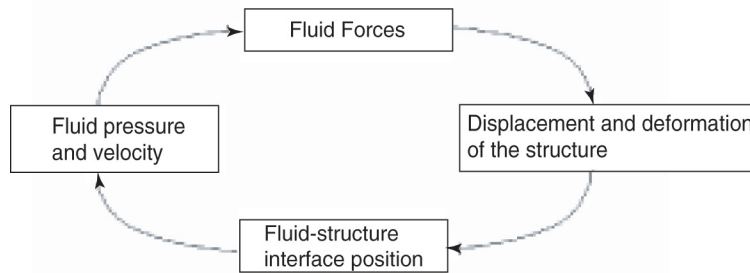 Fluid Forces
Fluid pressure
and velocity
Displacement and deformation
of the structure
Fluid-structure
interface position